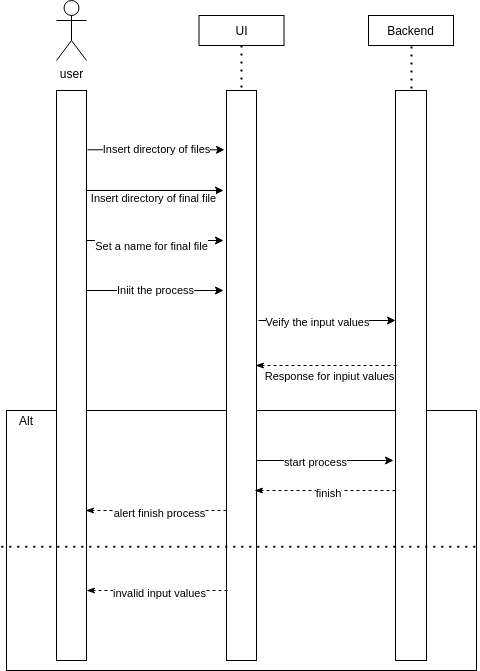 user
UI
Backend
Insert directory of files
Insert directory of final file
Set a name for final file
Iniit the process
Veify the input values
Response for inpiut values
Alt
start process
finish
alert finish process
invalid input values